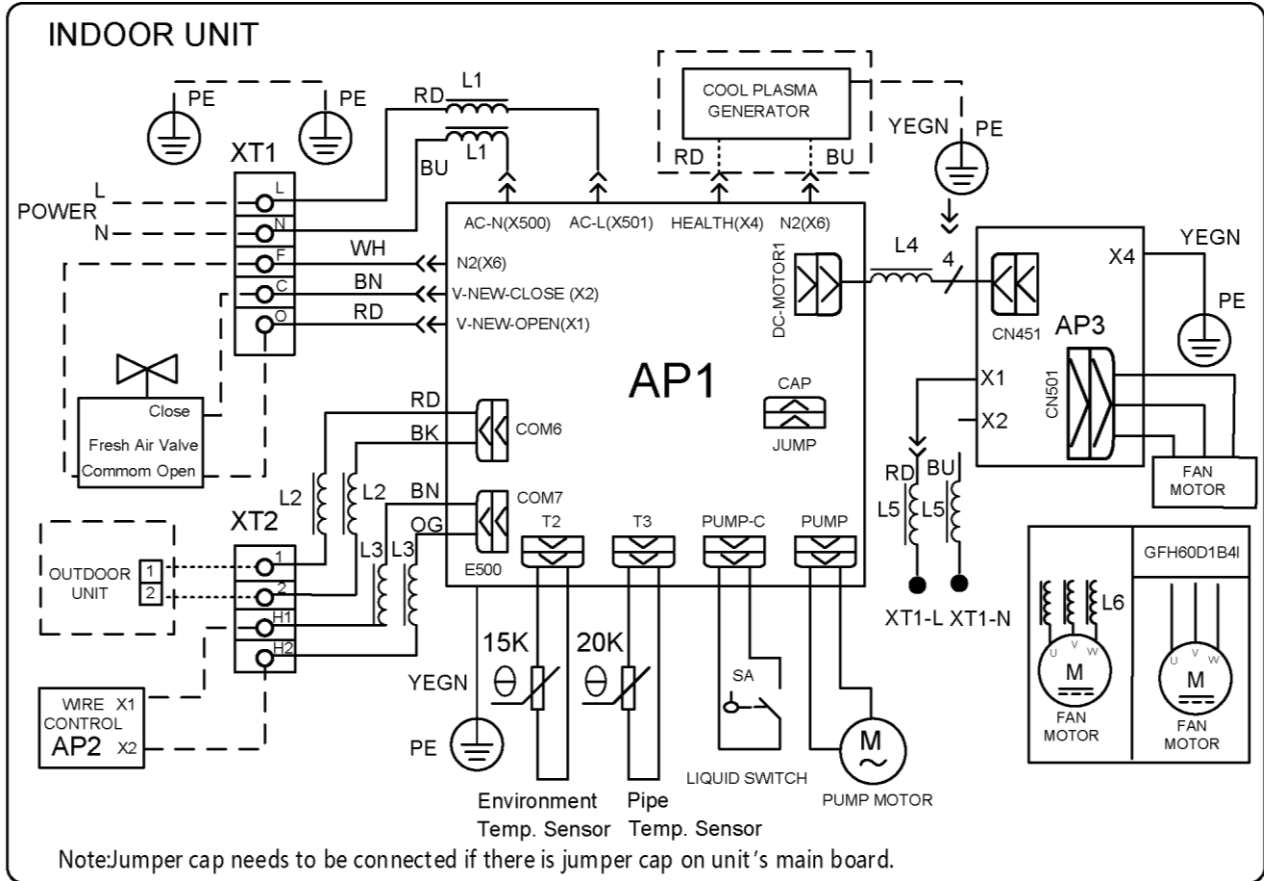 INDOOR UNIT
PE
PE
RD
L1
L1
BU
COOL PLASMA
GENERATOR
RD
BU
YEGN
PE
XT1
L
POWER
N
L
N
F
C
O
WH
BN
RD
AC-N(X500)
AC-L(X501)
HEALTH(X4)
N2(X6)
N2(X6)
V-NEW-CLOSE (X2)
V-NEW-OPEN(X1)
DC-MOTOR1
L4
4
X4
YEGN
PE
CN451
AP3
CN501
X1
X2
AP1
CAP
JUMP
Close
Fresh Air Valve
Commom Open
RD
BK
COM6
BN
OG
COM7
E500
L2
L2
L3
L3
XT2
1
2
H1
H2
OUTDOOR
UNIT
1
2
WIRE X1
CONTROL
AP2 X2
T2
T3
PUMP-C
PUMP
RD
BU
L5
L5
XT1-L
XT1-N
FAN
MOTOR
GFH60D1B4I
L6
U
V
W
M
FAN
MOTOR
U
V
W
M
FAN
MOTOR
15K
20K
YEGN
PE
SA
LIQUID SWITCH
M
PUMP MOTOR
Environment
Temp. Sensor
Pipe
Temp. Sensor
Note:Jumper cap needs to be connected if there is jumper cap on unit's main board.